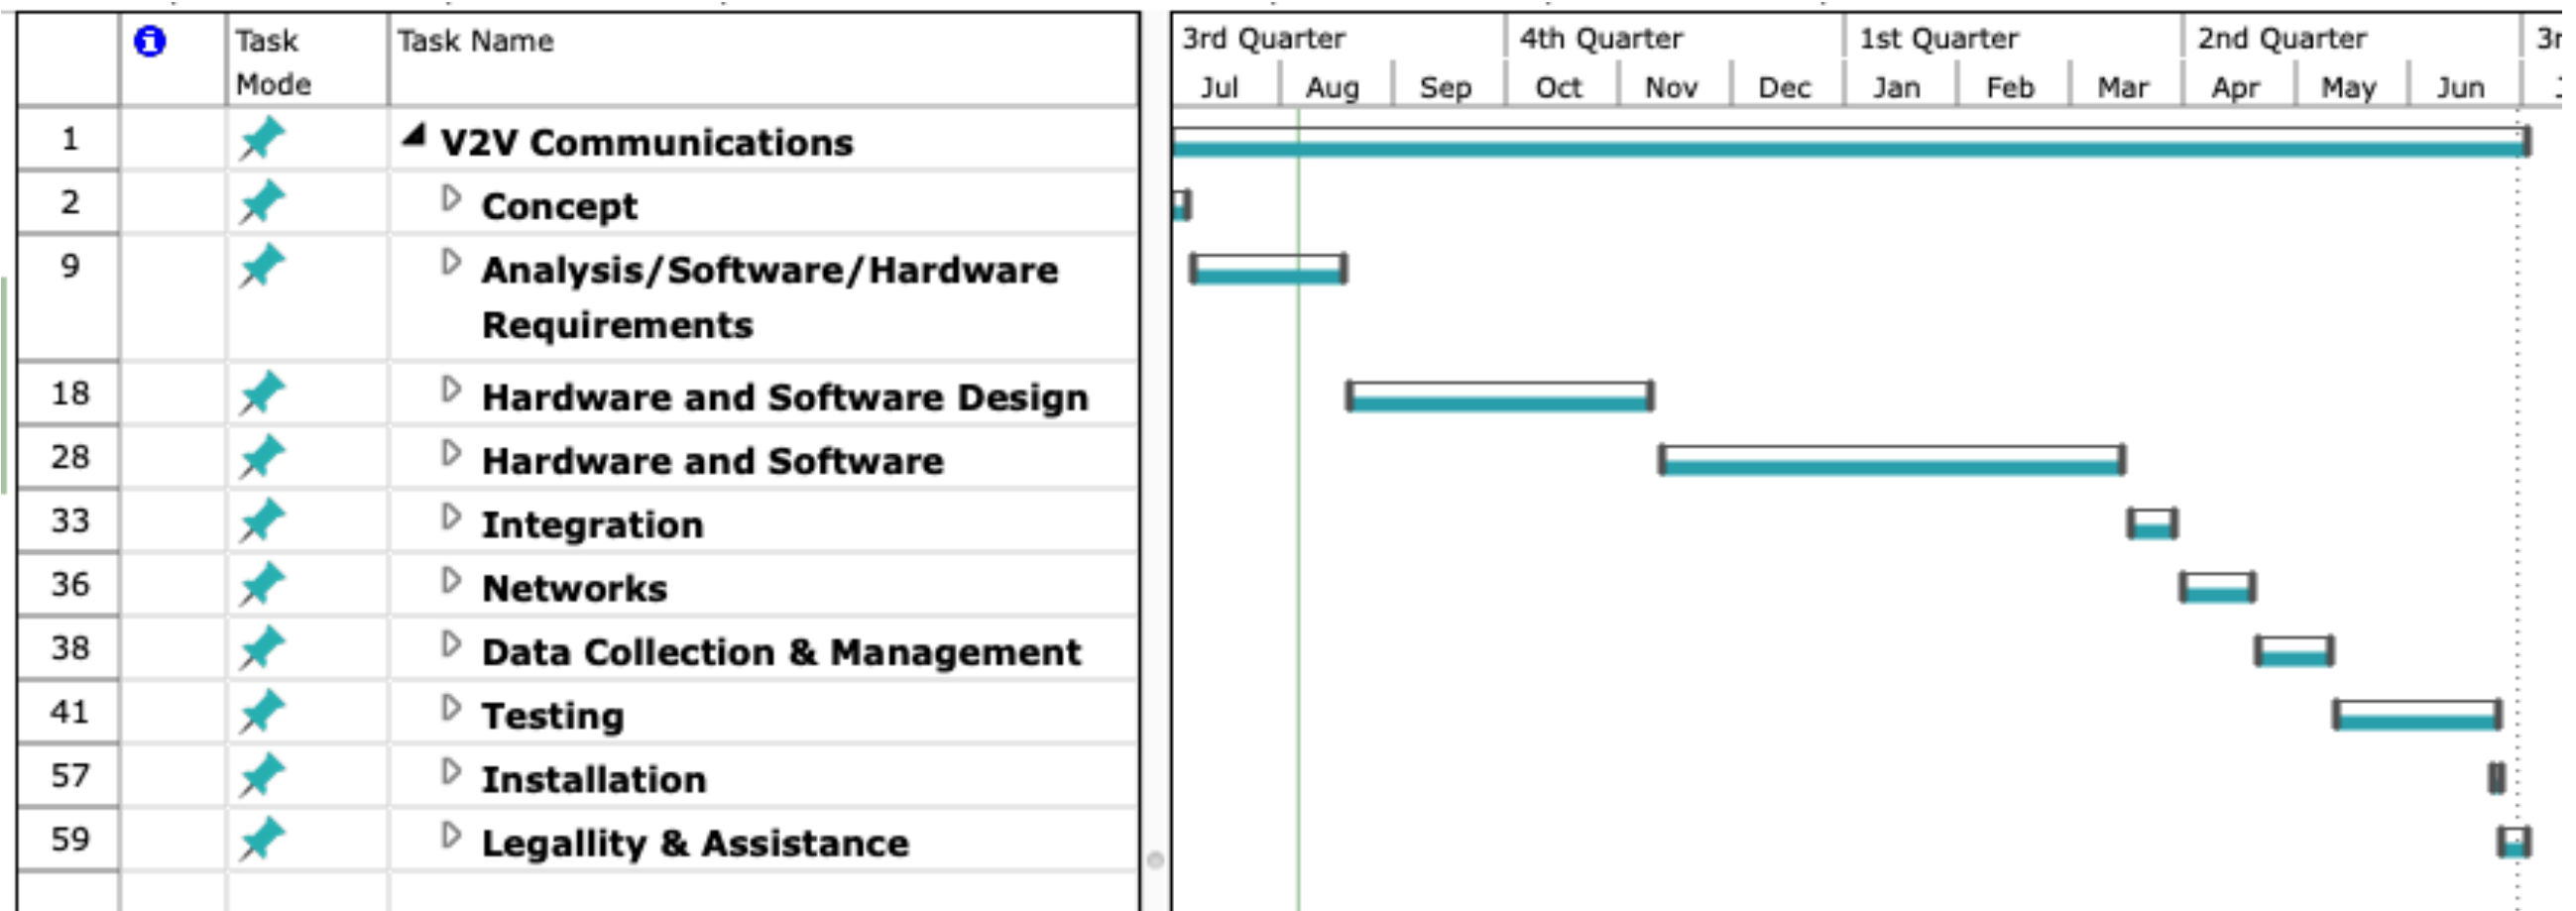 Task Mode
Task Name
3rd Quarter
4th Quarter
1st Quarter
2nd Quarter
Jul Aug Sep Oct Nov Dec Jan Feb Mar Apr May Jun
1 V2V Communications
2 Concept
9 Analysis/Software/Hardware
Requirements
18 Hardware and Software Design
28 Hardware and Software
33 Integration
36 Networks
38 Data Collection & Management
41 Testing
57 Installation
59 Legallity & Assistance